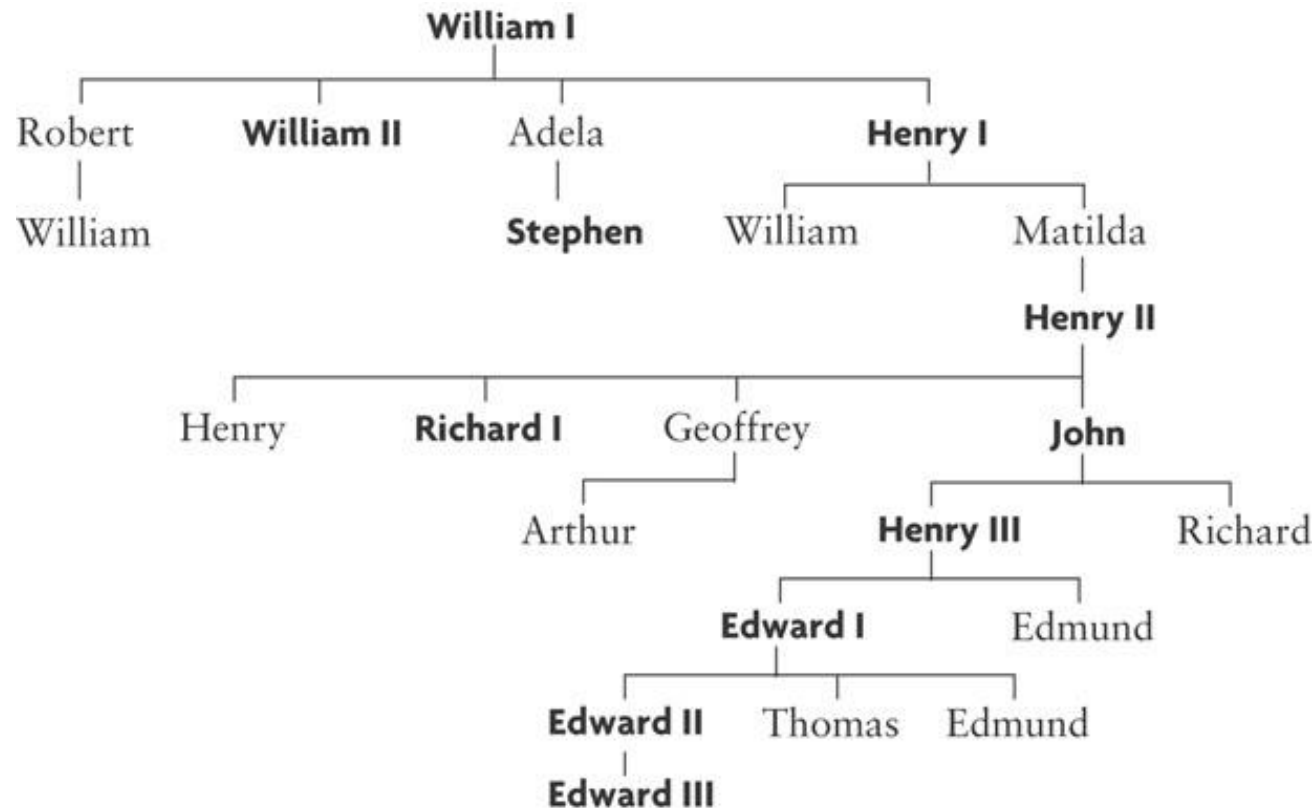 William I
Robert William II Adela Henry I
William Stephen William Matilda
Henry II
Henry Richard I Geoffrey John
Arthur Henry III Richard
Edward I Edmund
Edward II Thomas Edmund
Edward III